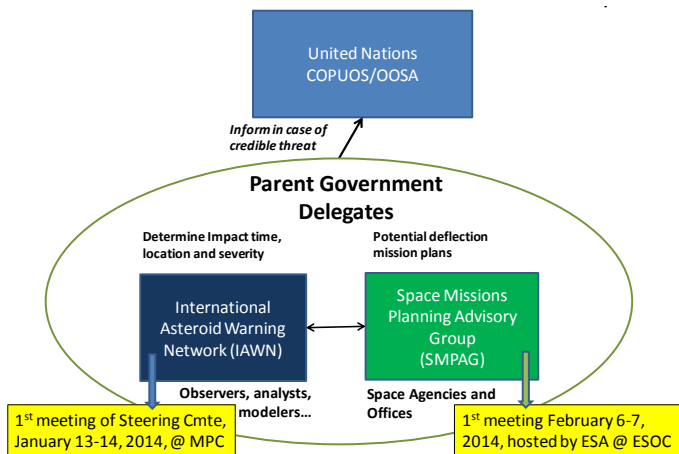 United Nations
COPUOS/OOSA
Inform in case of
credible threat
Parent Government
Delegates
Determine Impact time,
location and severity
Potential deflection
mission plans
International
Asteroid Warning
Network (IAWN)
Space Missions
Planning Advisory
Group
(SMPAG)
Observers, analysts,
modelers...
Space Agencies and
Offices
1st meeting of Steering Cmte,
January 13-14, 2014, @ MPC
1st meeting February 6-7,
2014, hosted by ESA @ ESOC